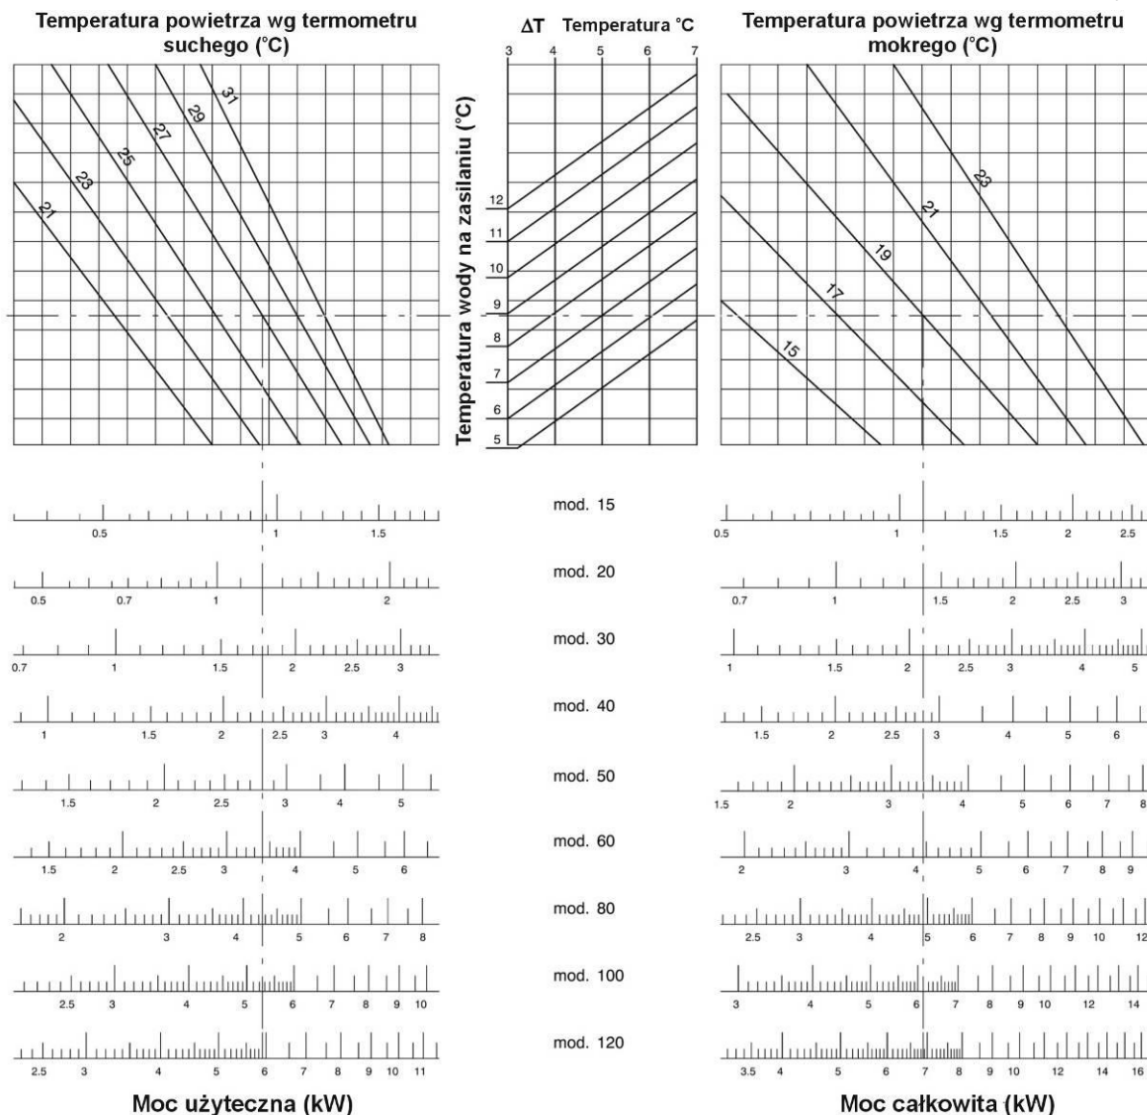 Temperatura powietrza wg termometru
suchego (°C)
31
29
27
25
23
21
ΔT Temperatura °C
3 4 5 6 7
Temperatura wody na zasilaniu (°C)
12
11
10
9
8
7
6
5
Temperatura powietrza wg termometru
mokrego (°C)
23
21
19
17
15
0.5 1 1.5
mod. 15
0.5 1 1.5 2 2.5
0.5 0.7 1 2
mod. 20
0.7 1 1.5 2 2.5 3
0.7 1 1.5 2 2.5 3
mod. 30
1 1.5 2 2.5 3 4 5
1 1.5 2 2.5 3 4
mod. 40
1.5 2 2.5 3 4 5 6
1.5 2 2.5 3 4 5
mod. 50
1.5 2 3 4 5 6 7 8
1.5 2 2.5 3 4 5 6
mod. 60
2 3 4 5 6 7 8 9
2 3 4 5 6 7 8
mod. 80
2.5 3 4 5 6 7 8 9 10 12
2.5 3 4 5 6 7 8 9 10
mod. 100
3 4 5 6 7 8 9 10 12 14
2.5 3 4 5 6 7 8 9 10 11
mod. 120
3.5 4 5 6 7 8 9 10 12 14 16
Moc użyteczna (kW)
Moc całkowita (kW)